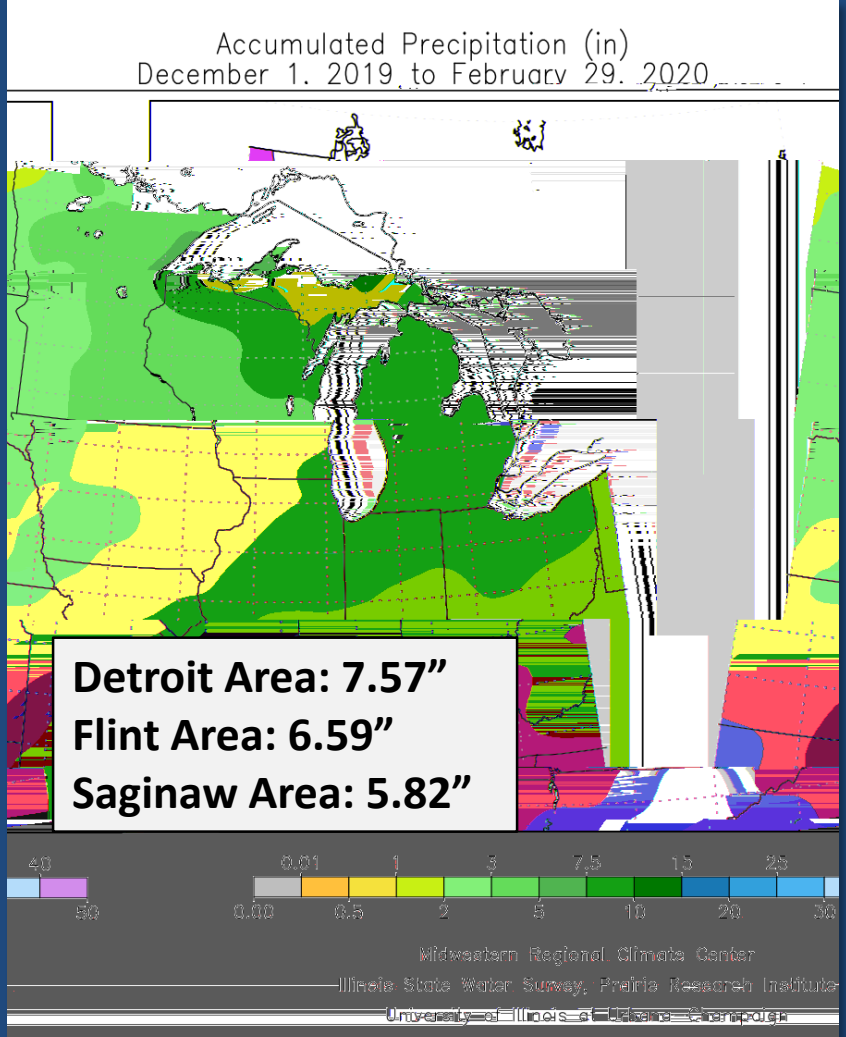 Accumulated Precipitation (in)
December 1, 2019 to February 29, 2020
Detroit Area: 7.57”
Flint Area: 6.59”
Saginaw Area: 5.82”
40 0.01 1 3 7.5 15 25
50 0.00 0.5 2 5 10 20 30
Midwestern Regional Climate Center
Illinois State Water Survey, Prairie Research Institute
University of Illinois at Urbana-Champaign